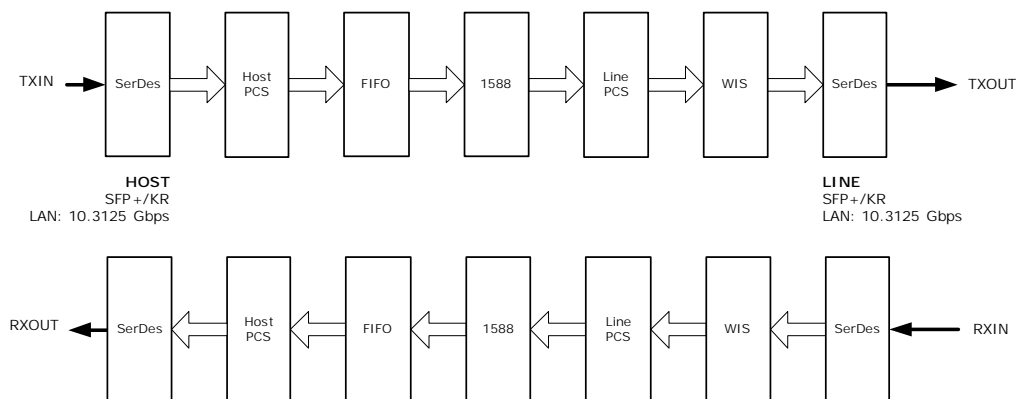 TXIN
SerDes
Host
PCS
FIFO
1588
Line
PCS
WIS
SerDes
TXOUT
HOST
SFP+/KR
LAN: 10.3125 Gbps
LINE
SFP+/KR
LAN: 10.3125 Gbps
RXOUT
SerDes
Host
PCS
FIFO
1588
Line
PCS
WIS
SerDes
RXIN